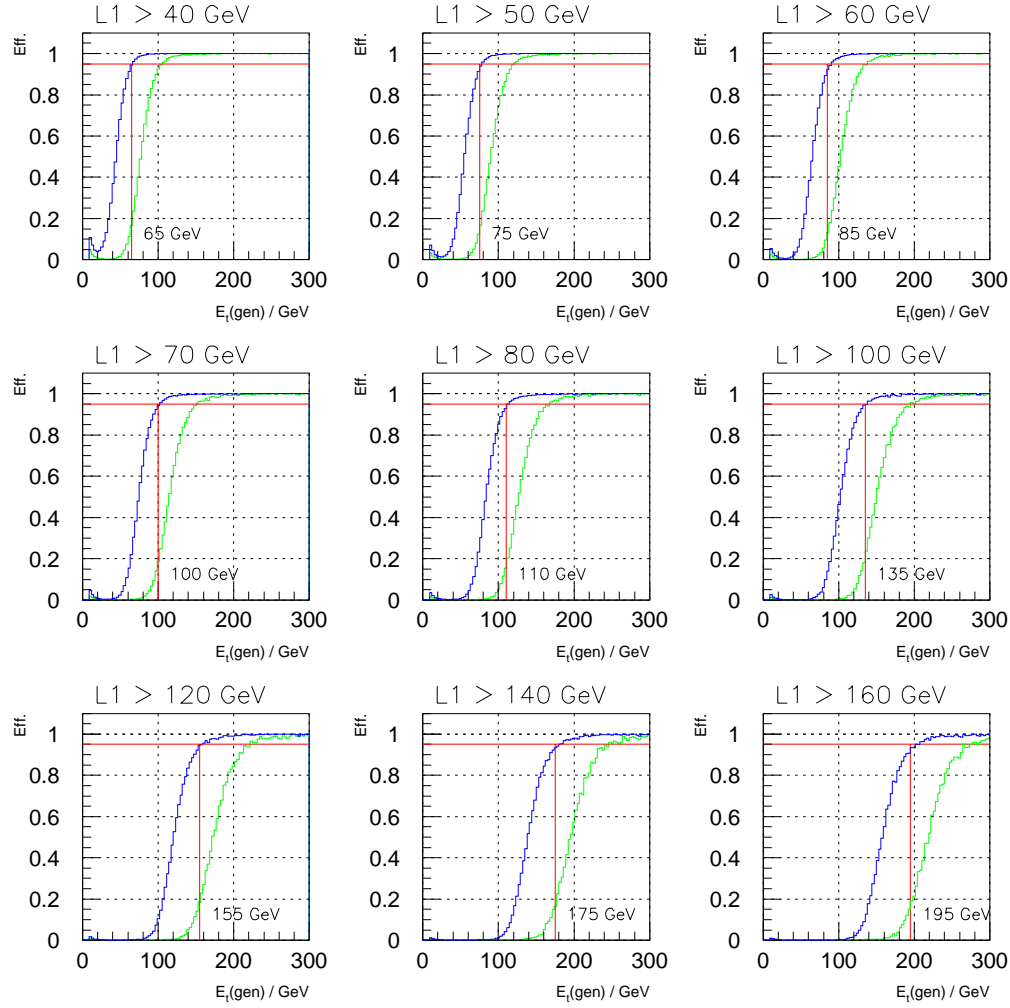 L1 > 40 GeV
L1 > 50 GeV
L1 > 60 GeV
Eff.
Eff.
Eff.
1
0.8
0.6
0.4
0.2
0
1
0.8
0.6
0.4
0.2
0
1
0.8
0.6
0.4
0.2
0
65 GeV
75 GeV
85 GeV
0 100 200 300
0 100 200 300
0 100 200 300
E_t(gen) / GeV
E_t(gen) / GeV
E_t(gen) / GeV
L1 > 70 GeV
L1 > 80 GeV
L1 > 100 GeV
Eff.
Eff.
Eff.
1
0.8
0.6
0.4
0.2
0
1
0.8
0.6
0.4
0.2
0
1
0.8
0.6
0.4
0.2
0
100 GeV
110 GeV
135 GeV
0 100 200 300
0 100 200 300
0 100 200 300
E_t(gen) / GeV
E_t(gen) / GeV
E_t(gen) / GeV
L1 > 120 GeV
L1 > 140 GeV
L1 > 160 GeV
Eff.
Eff.
Eff.
1
0.8
0.6
0.4
0.2
0
1
0.8
0.6
0.4
0.2
0
1
0.8
0.6
0.4
0.2
0
155 GeV
175 GeV
195 GeV
0 100 200 300
0 100 200 300
0 100 200 300
E_t(gen) / GeV
E_t(gen) / GeV
E_t(gen) / GeV